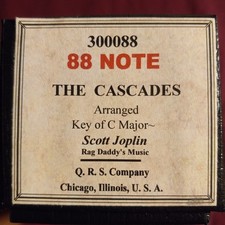 300088
88 NOTE
THE CASCADES
Arranged
Key of C Major~
Scott Joplin
Rag Daddy's Music
Q. R. S. Company
Chicago, Illinois, U. S. A.